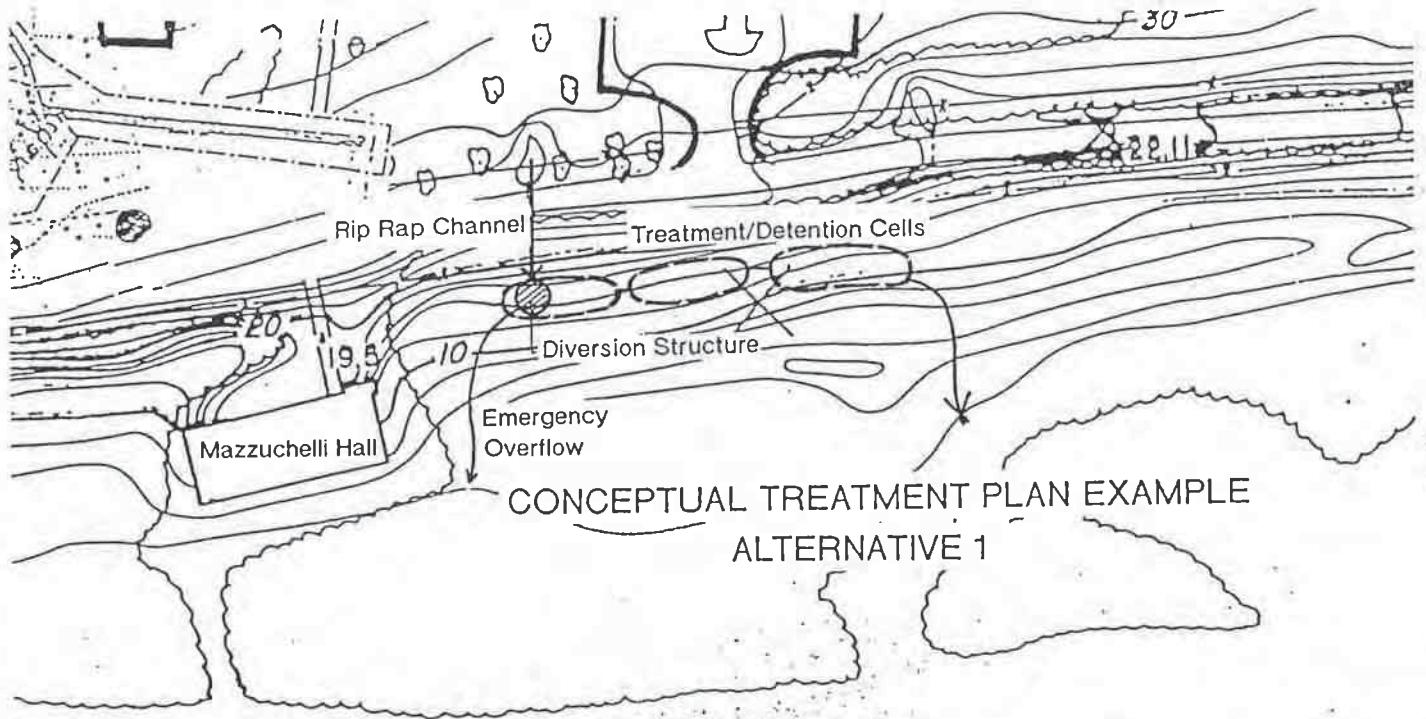 30
22.11
Rip Rap Channel
Treatment/Detention Cells
20
19.5
10
Diversion Structure
Mazzuchelli Hall
Emergency
Overflow
CONCEPTUAL TREATMENT PLAN EXAMPLE
ALTERNATIVE 1